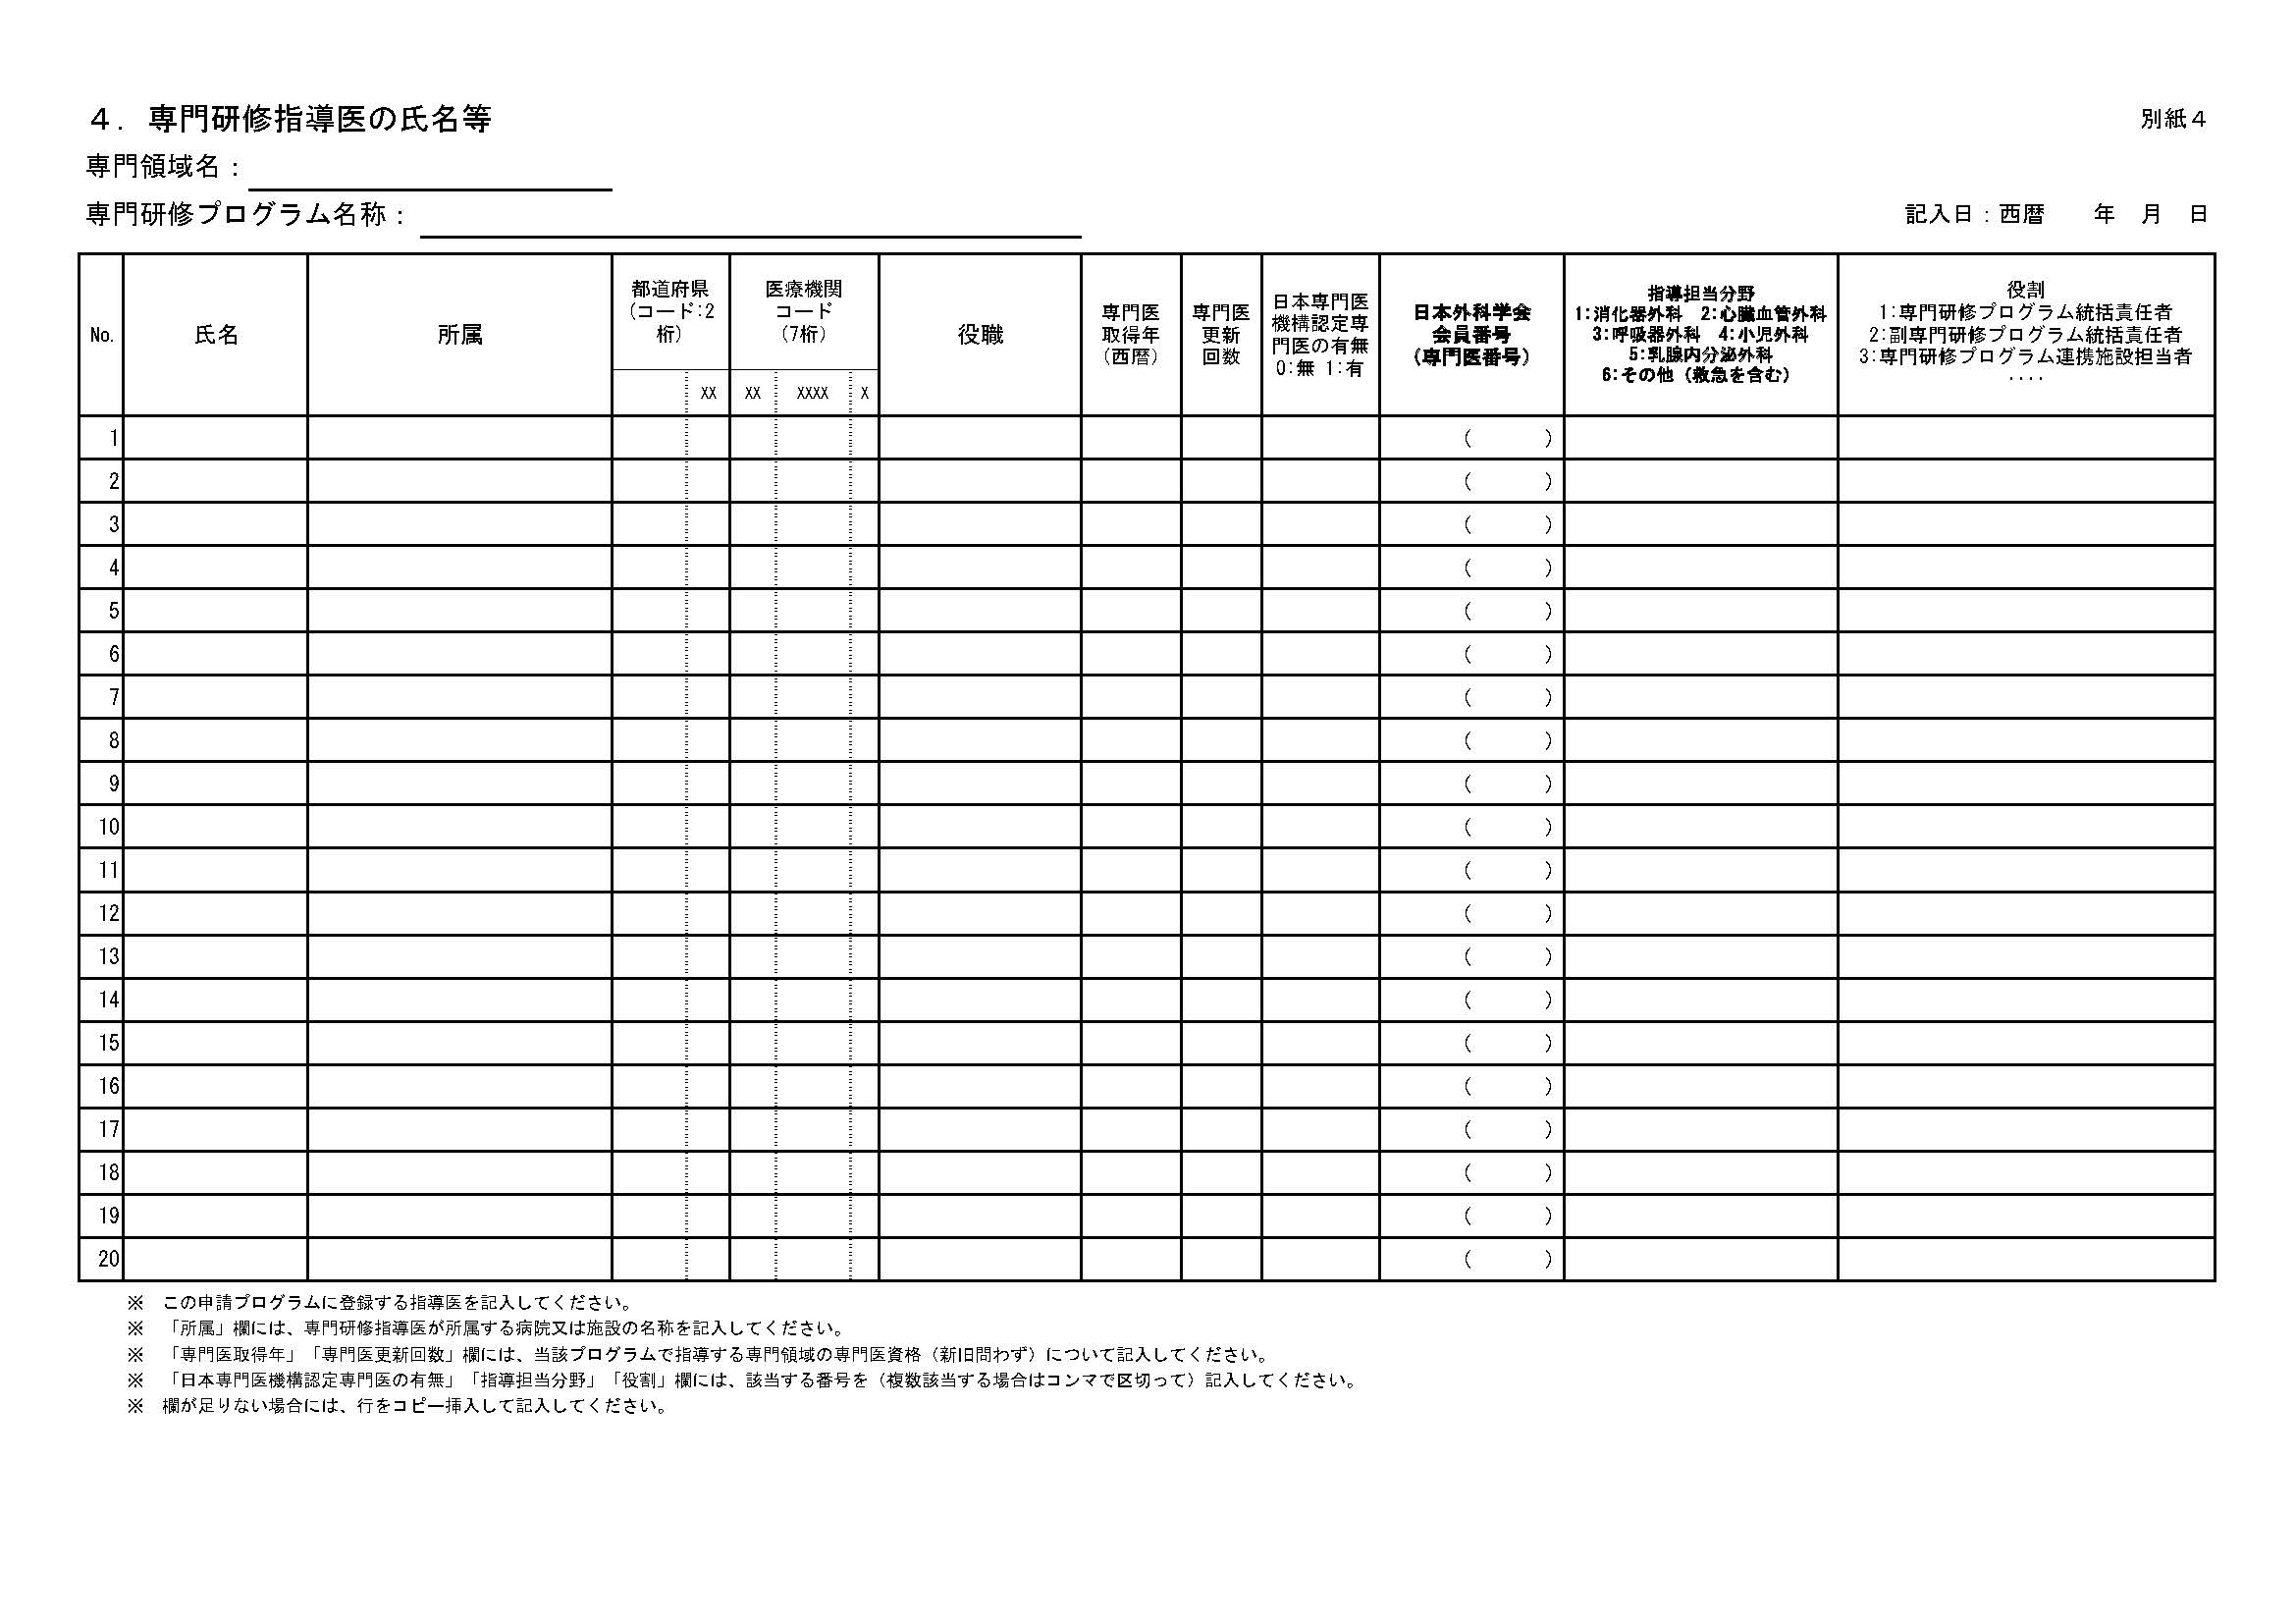 ４．専門研修指導医の氏名等
別紙４
専門領域名：
専門研修プログラム名称：
記入日：西暦　　年　月　日
No.
氏名
所属
都道府県
（コード:2
桁）
XX
医療機関
コード
（7桁）
XX XXXX X
役職
専門医
取得年
（西暦）
専門医
更新
回数
日本専門医
機構認定専
門医の有無
0:無 1:有
日本外科学会
会員番号
（専門医番号）
指導担当分野
1:消化器外科　2:心臓血管外科
3:呼吸器外科　4:小児外科
5:乳腺内分泌外科
6:その他（救急を含む）
役割
1:専門研修プログラム統括責任者
2:副専門研修プログラム統括責任者
3:専門研修プログラム連携施設担当者
････
1 （　　　）
2 （　　　）
3 （　　　）
4 （　　　）
5 （　　　）
6 （　　　）
7 （　　　）
8 （　　　）
9 （　　　）
10 （　　　）
11 （　　　）
12 （　　　）
13 （　　　）
14 （　　　）
15 （　　　）
16 （　　　）
17 （　　　）
18 （　　　）
19 （　　　）
20 （　　　）
※　この申請プログラムに登録する指導医を記入してください。
※　「所属」欄には、専門研修指導医が所属する病院又は施設の名称を記入してください。
※　「専門医取得年」「専門医更新回数」欄には、当該プログラムで指導する専門領域の専門医資格（新旧問わず）について記入してください。
※　「日本専門医機構認定専門医の有無」「指導担当分野」「役割」欄には、該当する番号を（複数該当する場合はコンマで区切って）記入してください。
※　欄が足りない場合には、行をコピー挿入して記入してください。